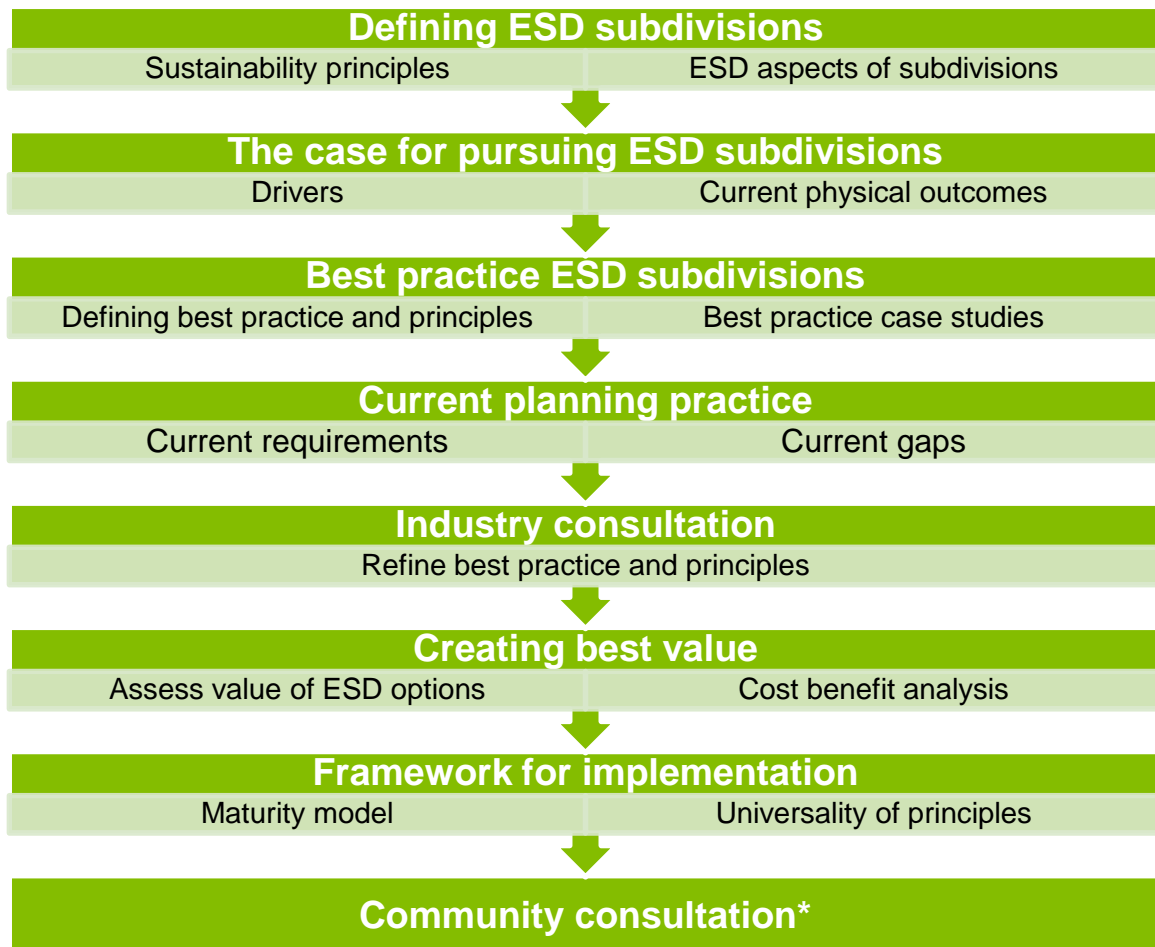 Defining ESD subdivisions
Sustainability principles
ESD aspects of subdivisions
The case for pursuing ESD subdivisions
Drivers
Current physical outcomes
Best practice ESD subdivisions
Defining best practice and principles
Best practice case studies
Current planning practice
Current requirements
Current gaps
Industry consultation
Refine best practice and principles
Creating best value
Assess value of ESD options
Cost benefit analysis
Framework for implementation
Maturity model
Universality of principles
Community consultation*